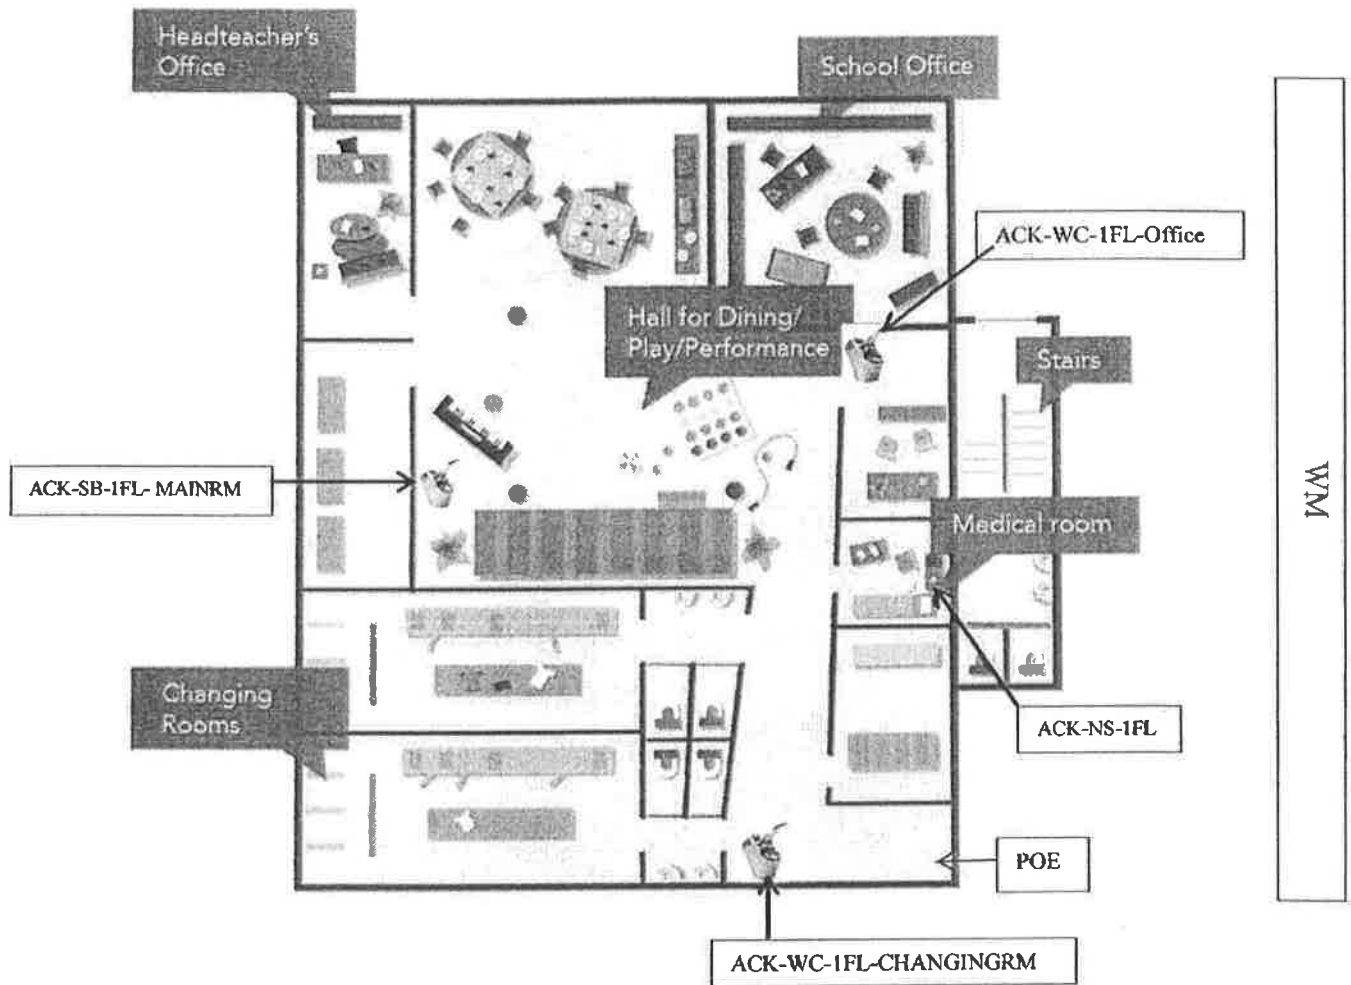 Headteacher's
Office
School Office
ACK-WC-1FL-Office
Hall for Dining/
Play/Performance
Stairs
ACK-SB-1FL- MAINRM
WM
Medical room
Changing
Rooms
ACK-NS-1FL
POE
ACK-WC-1FL-CHANGINGRM